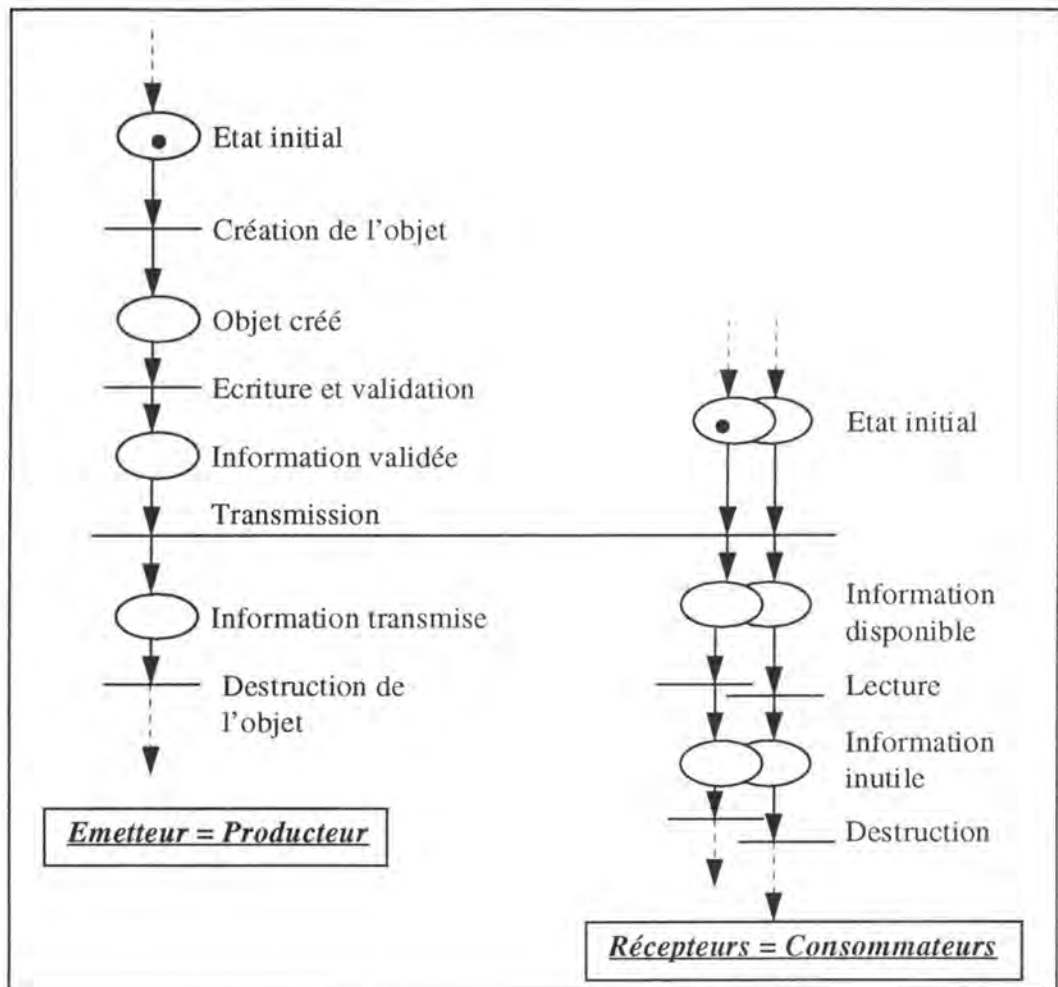 Etat initial
Création de l'objet
Objet créé
Ecriture et validation
Information validée
Transmission
Information transmise
Destruction de
l'objet
Emetteur = Producteur
Etat initial
Information
disponible
Lecture
Information
inutile
Destruction
Récepteurs = Consommateurs